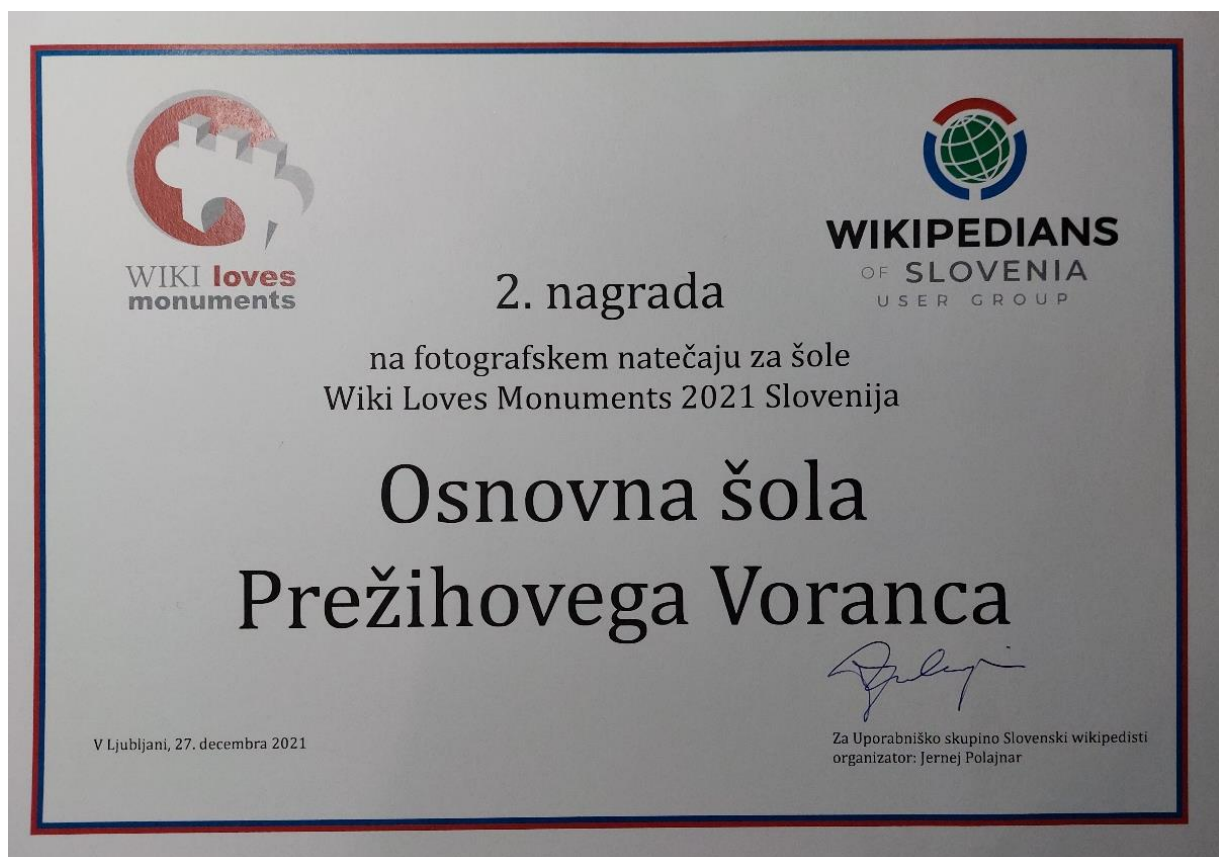 WIKI loves
monuments
WIKIPEDIANS
OF SLOVENIA
USER GROUP
2. nagrada
na fotografskem natečaju za šole
Wiki Loves Monuments 2021 Slovenija
Osnovna šola
Prežihovega Voranca
V Ljubljani, 27. decembra 2021
Za Uporabniško skupino Slovenski wikipedisti
organizator: Jernej Polajnar